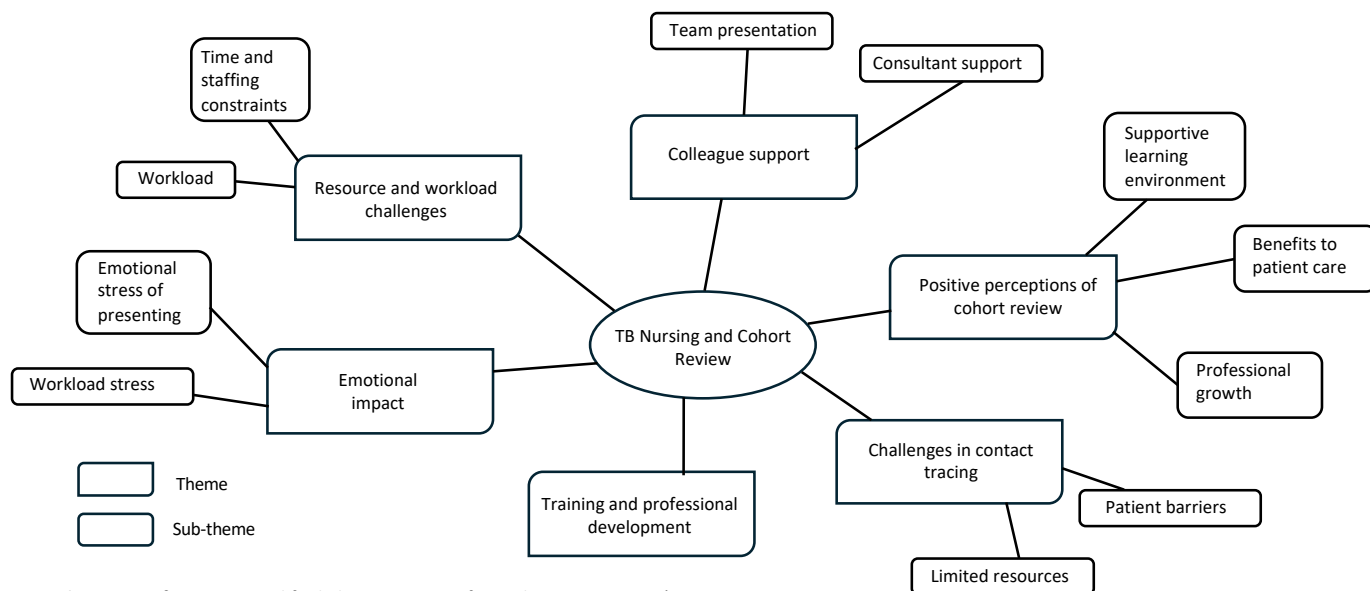 Team presentation
Time and
staffing
constraints
Consultant support
Supportive
learning
environment
Colleague support
Workload
Resource and workload
challenges
Benefits to
patient care
Emotional
stress of
presenting
Positive perceptions of
cohort review
TB Nursing and Cohort
Review
Workload stress
Emotional
impact
Professional
growth
Challenges in contact
tracing
Theme
Training and professional
development
Patient barriers
Sub-theme
Limited resources